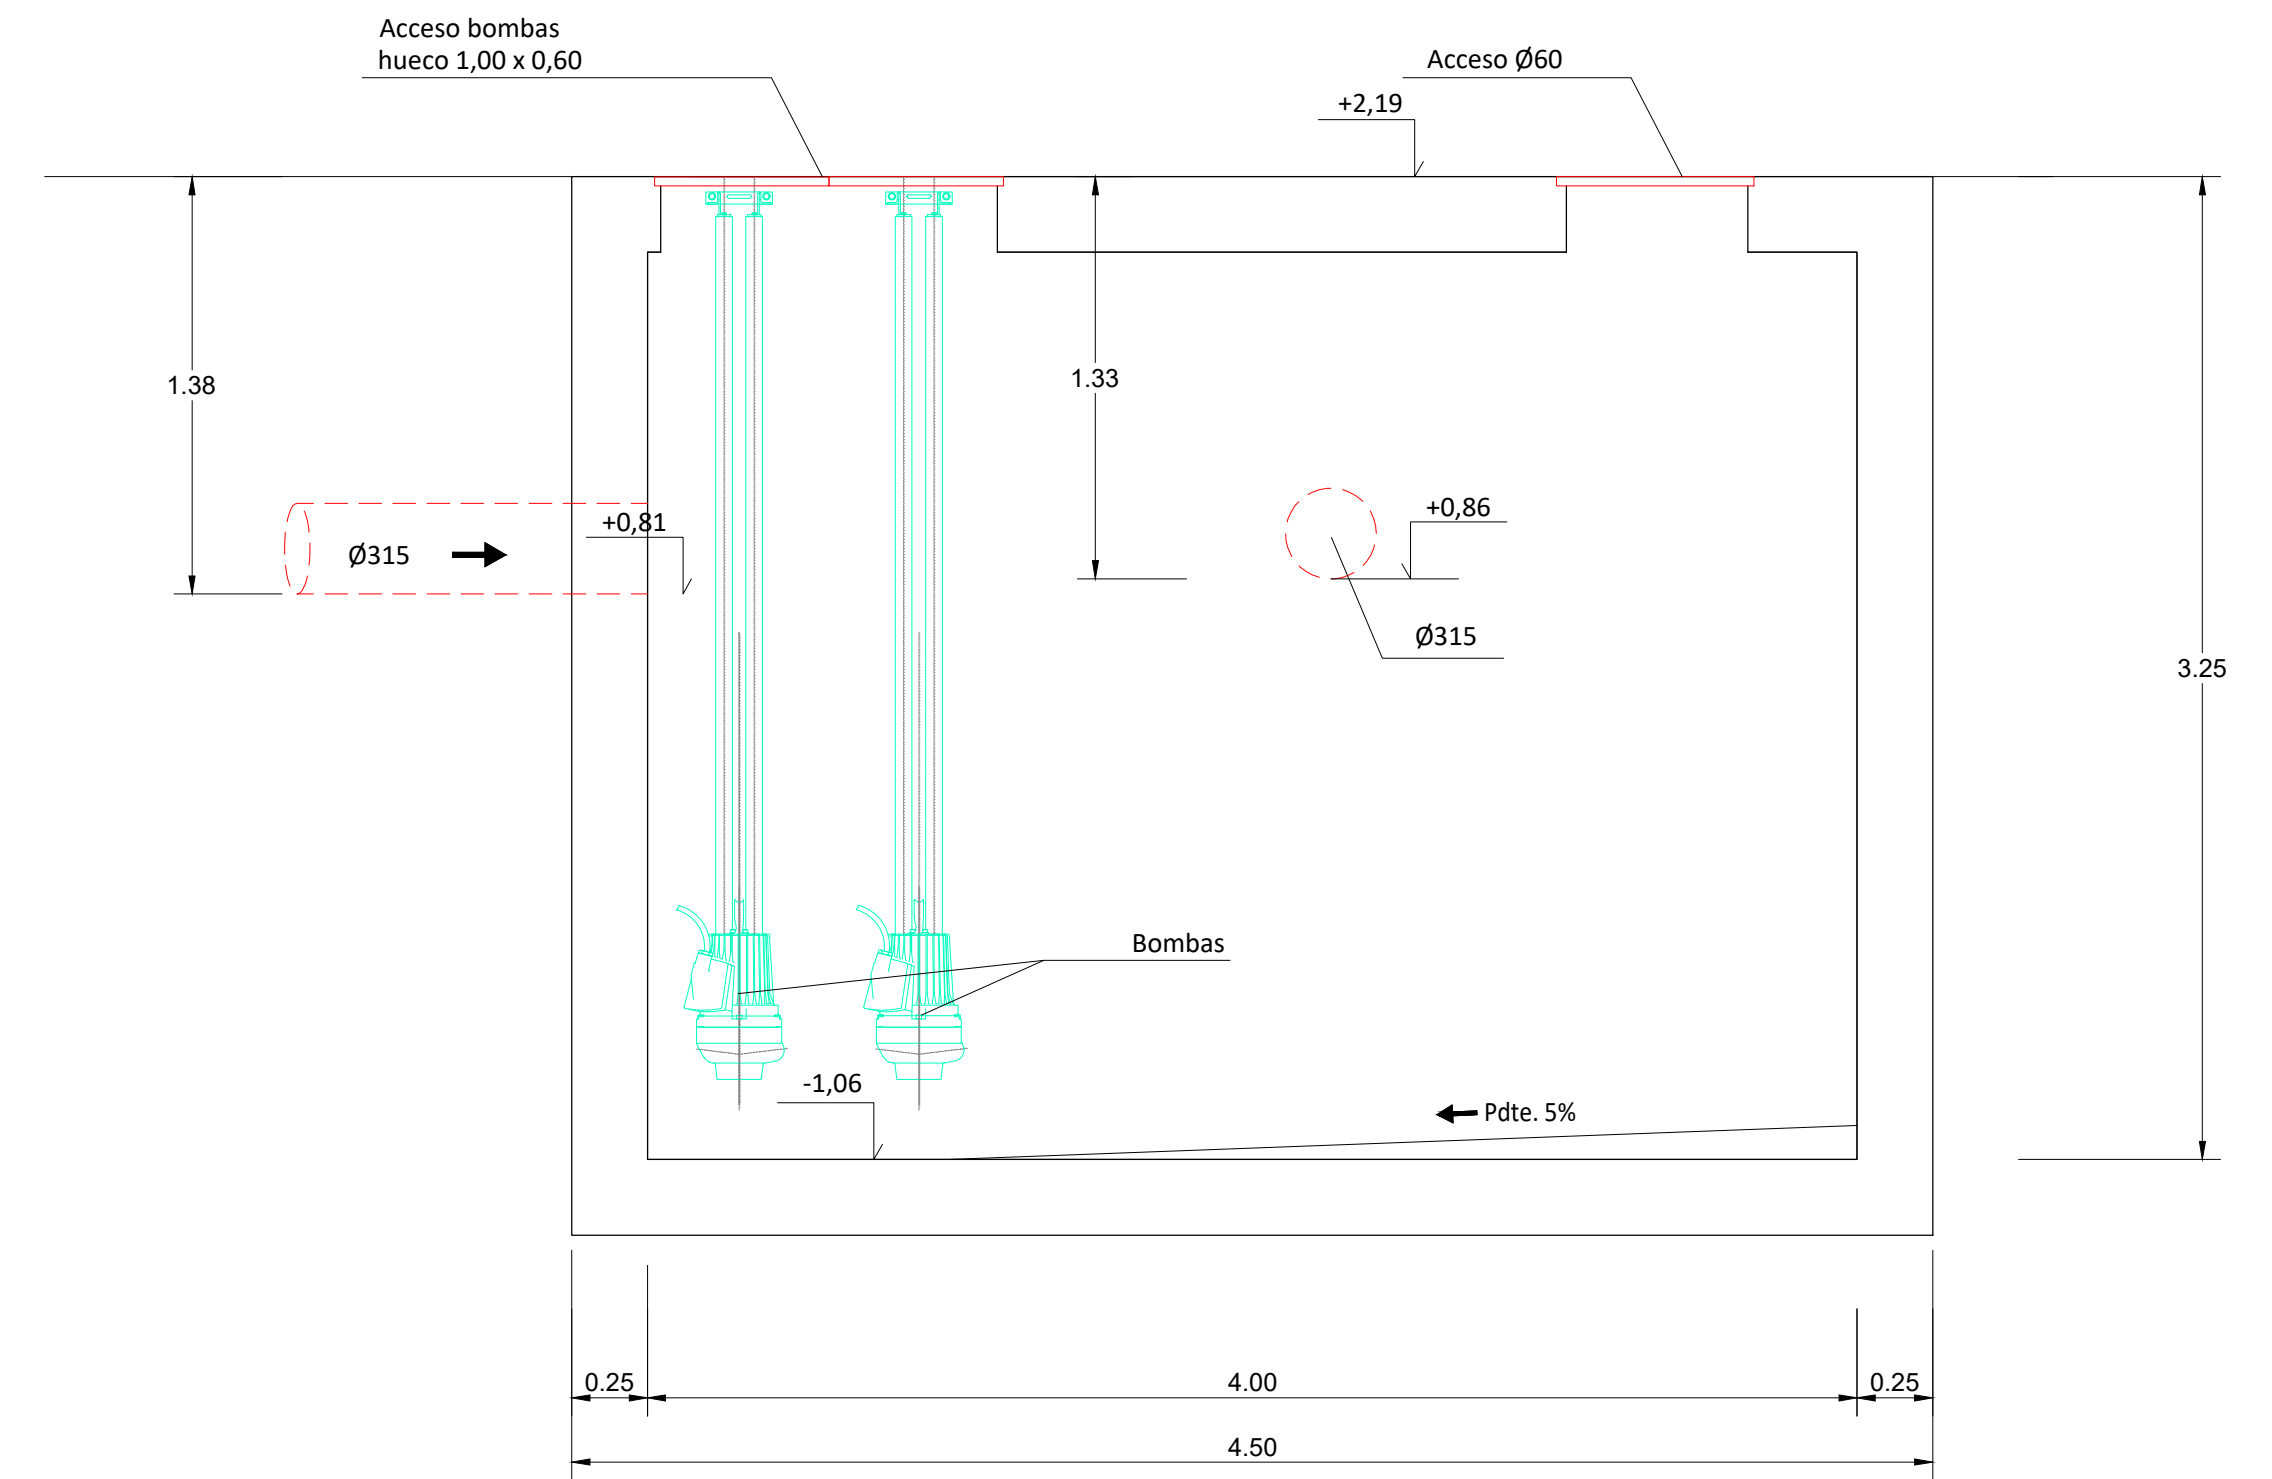 Acceso bombas
hueco 1,00 x 0,60
Acceso Ø60
+2,19
1.38
1.33
+0,81
+0,86
Ø315
Ø315
3.25
Bombas
-1,06
Pdte. 5%
0.25
4.00
0.25
4.50